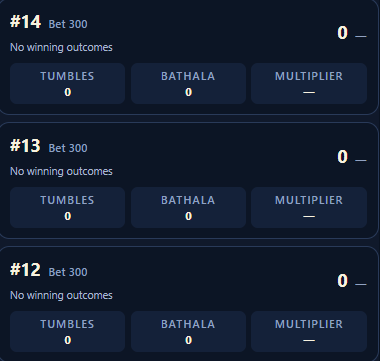 #14 Bet 300 0 —
No winning outcomes
TUMBLES BATHALA MULTIPLIER
0 0 —
#13 Bet 300 0 —
No winning outcomes
TUMBLES BATHALA MULTIPLIER
0 0 —
#12 Bet 300 0 —
No winning outcomes
TUMBLES BATHALA MULTIPLIER
0 0 —